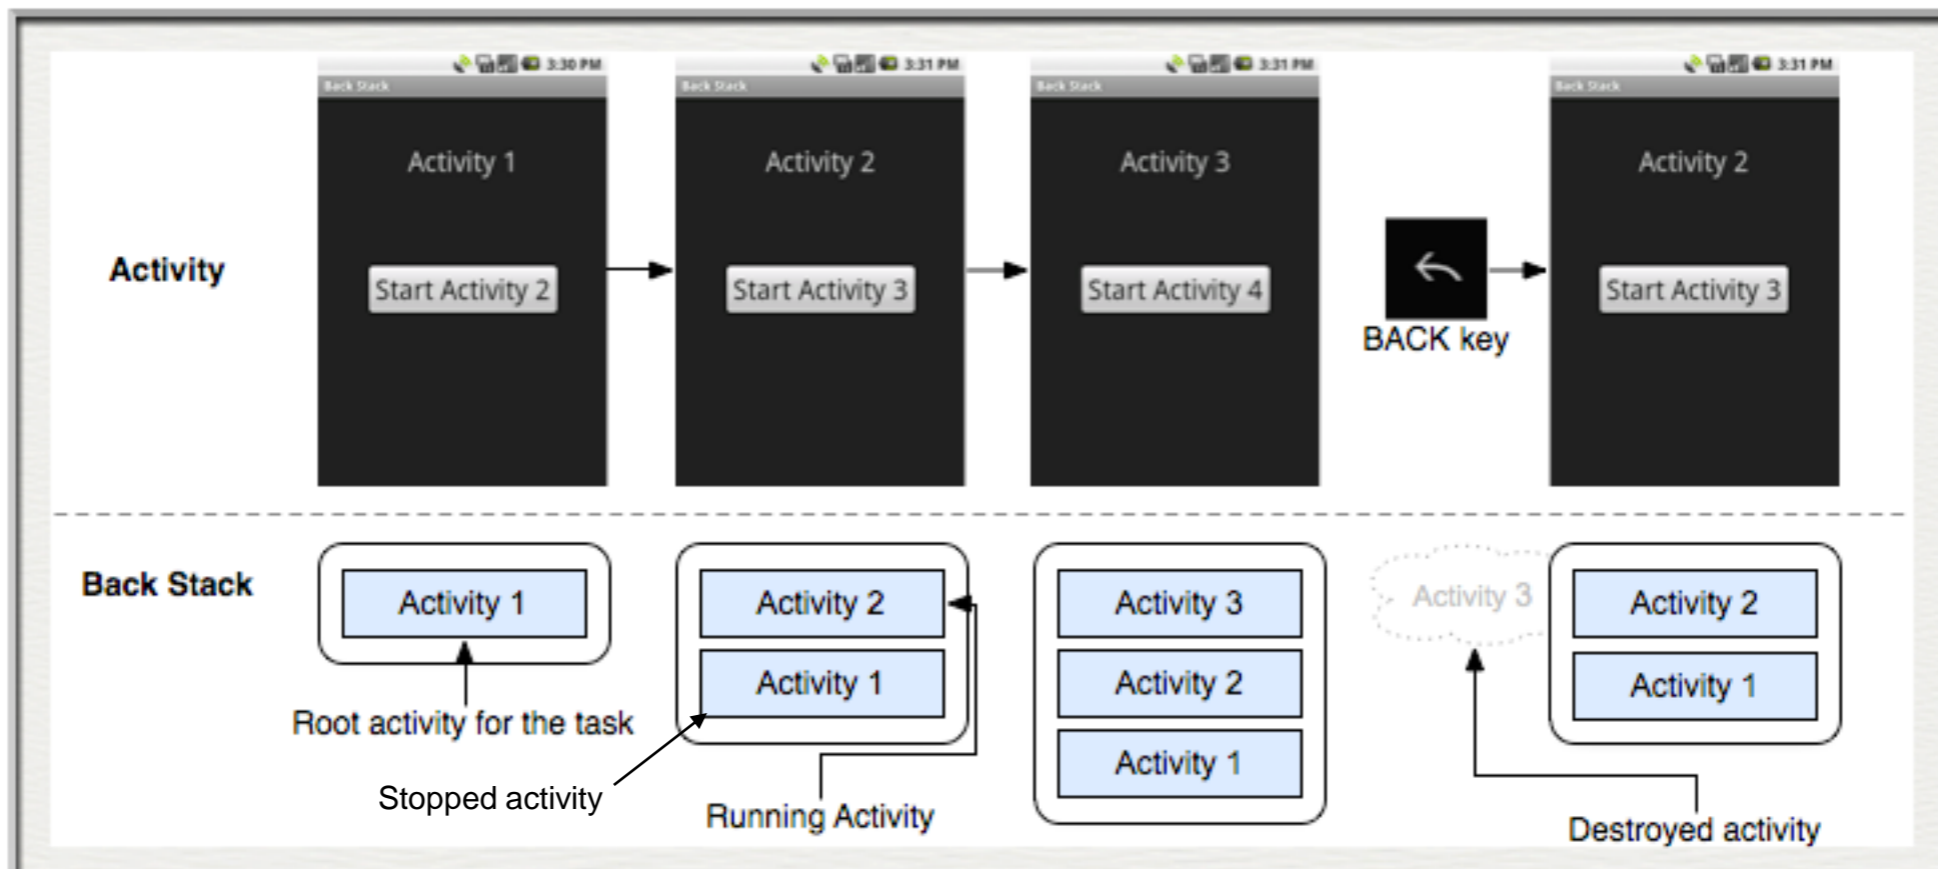 3:30 PM
Back Stack
Activity 1
Start Activity 2
3:31 PM
Back Stack
Activity 2
Start Activity 3
3:31 PM
Back Stack
Activity 3
Start Activity 4
BACK key
3:31 PM
Back Stack
Activity 2
Start Activity 3
Activity
Back Stack
Activity 1
Root activity for the task
Activity 2
Activity 1
Stopped activity
Running Activity
Activity 3
Activity 2
Activity 1
Activity 3
Activity 2
Activity 1
Destroyed activity